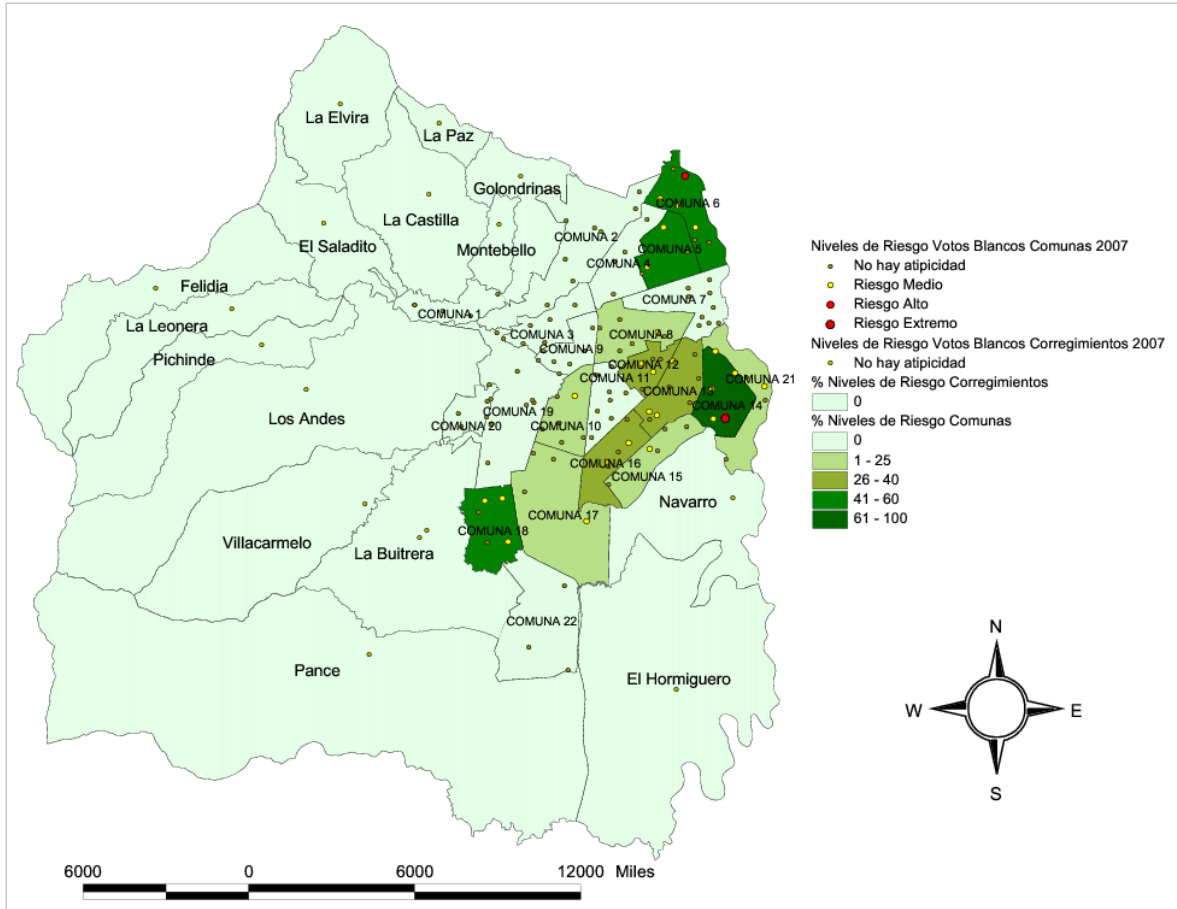 La Elvira
La Paz
Golondrinas
La Castilla
COMUNA 6
El Saladito
Montebello
COMUNA 2
COMUNA 5
COMUNA 4
Felidia
COMUNA 7
La Leonera
COMUNA 1
COMUNA 3
COMUNA 8
Pichinde
COMUNA 9
COMUNA 12
COMUNA 11
COMUNA 21
COMUNA 13
COMUNA 14
Los Andes
COMUNA 19
COMUNA 20
COMUNA 10
COMUNA 16
COMUNA 15
Navarro
COMUNA 17
COMUNA 18
Villacarmelo
La Buitrera
COMUNA 22
Pance
El Hormiguero
Niveles de Riesgo Votos Blancos Comunas 2007
No hay atipicidad
Riesgo Medio
Riesgo Alto
Riesgo Extremo
Niveles de Riesgo Votos Blancos Corregimientos 2007
No hay atipicidad
% Niveles de Riesgo Corregimientos
0
% Niveles de Riesgo Comunas
0
1 - 25
26 - 40
41 - 60
61 - 100
N
W E
S
6000 0 6000 12000 Miles